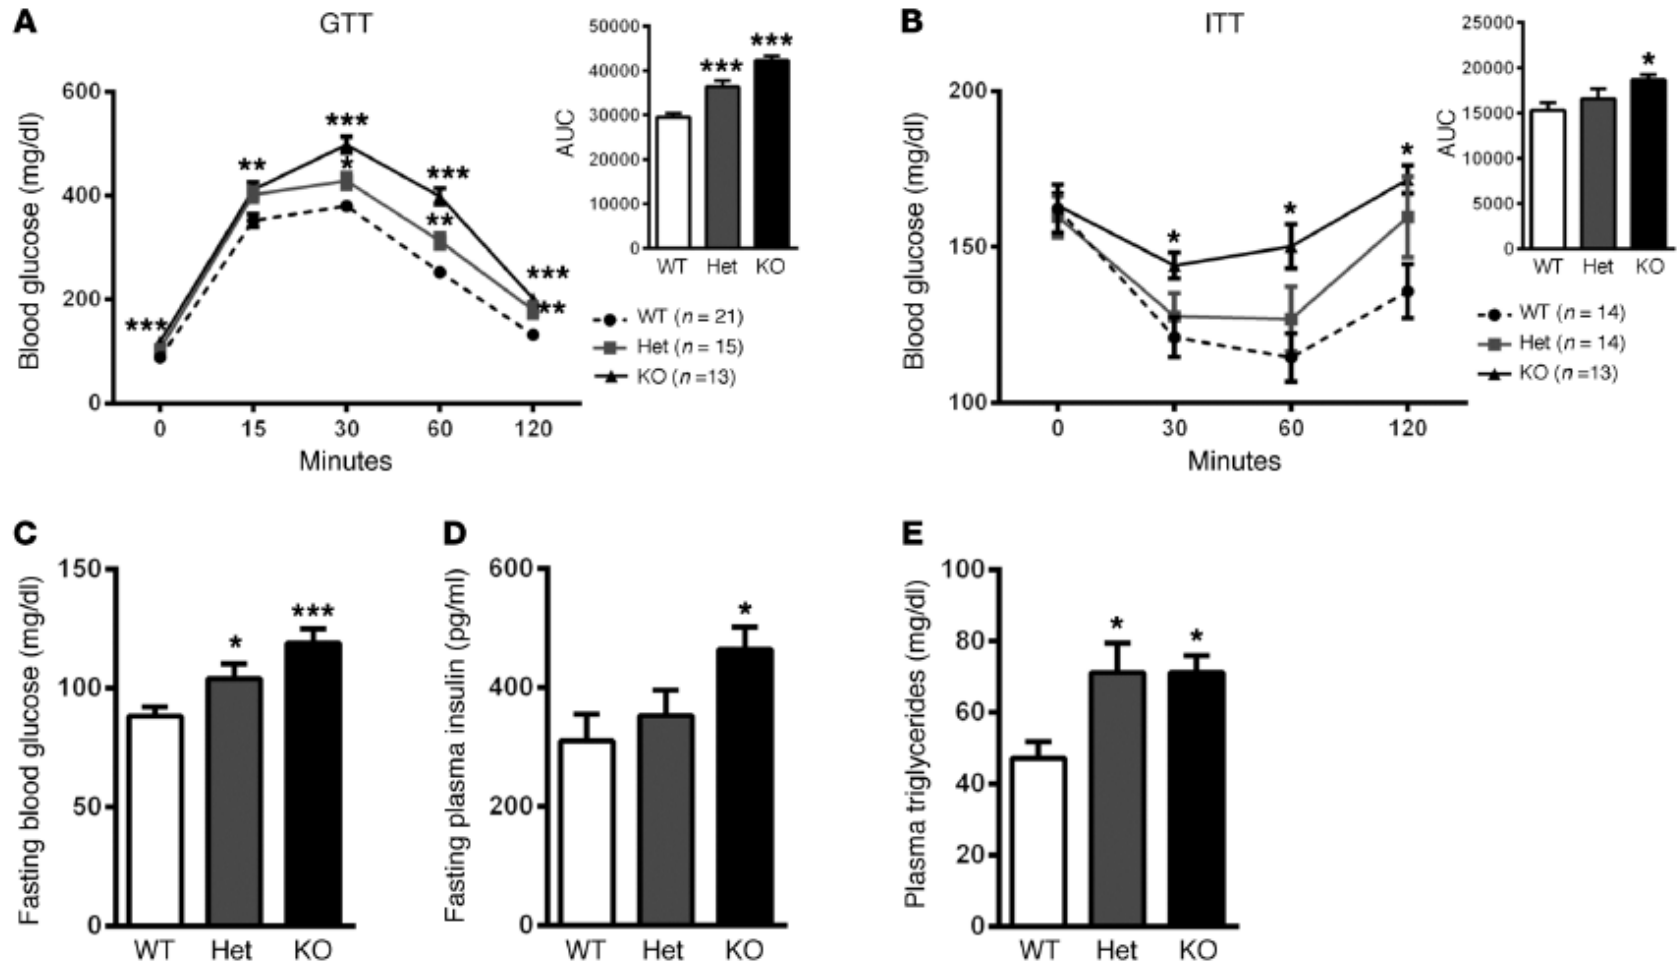 A
GTT
Blood glucose (mg/dl)
600
400
200
0
0 15 30 60 120
Minutes
***
**
***
*
***
**
***
**
AUC
50000
40000
30000
20000
10000
0
***
***
WT Het KO
WT (n = 21)
Het (n = 15)
KO (n =13)
B
ITT
Blood glucose (mg/dl)
200
150
100
0 30 60 120
Minutes
*
*
*
AUC
25000
20000
15000
10000
5000
0
*
WT Het KO
WT (n = 14)
Het (n = 14)
KO (n =13)
C
Fasting blood glucose (mg/dl)
150
100
50
0
*
***
WT Het KO
D
Fasting plasma insulin (pg/ml)
600
400
200
0
*
WT Het KO
E
Plasma triglycerides (mg/dl)
100
80
60
40
20
0
*
*
WT Het KO